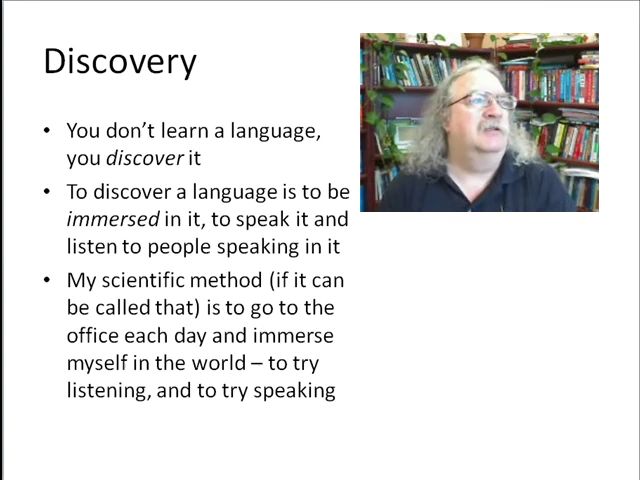 Discovery
• You don’t learn a language,
you discover it
• To discover a language is to be
immersed in it, to speak it and
listen to people speaking in it
• My scientific method (if it can
be called that) is to go to the
office each day and immerse
myself in the world – to try
listening, and to try speaking